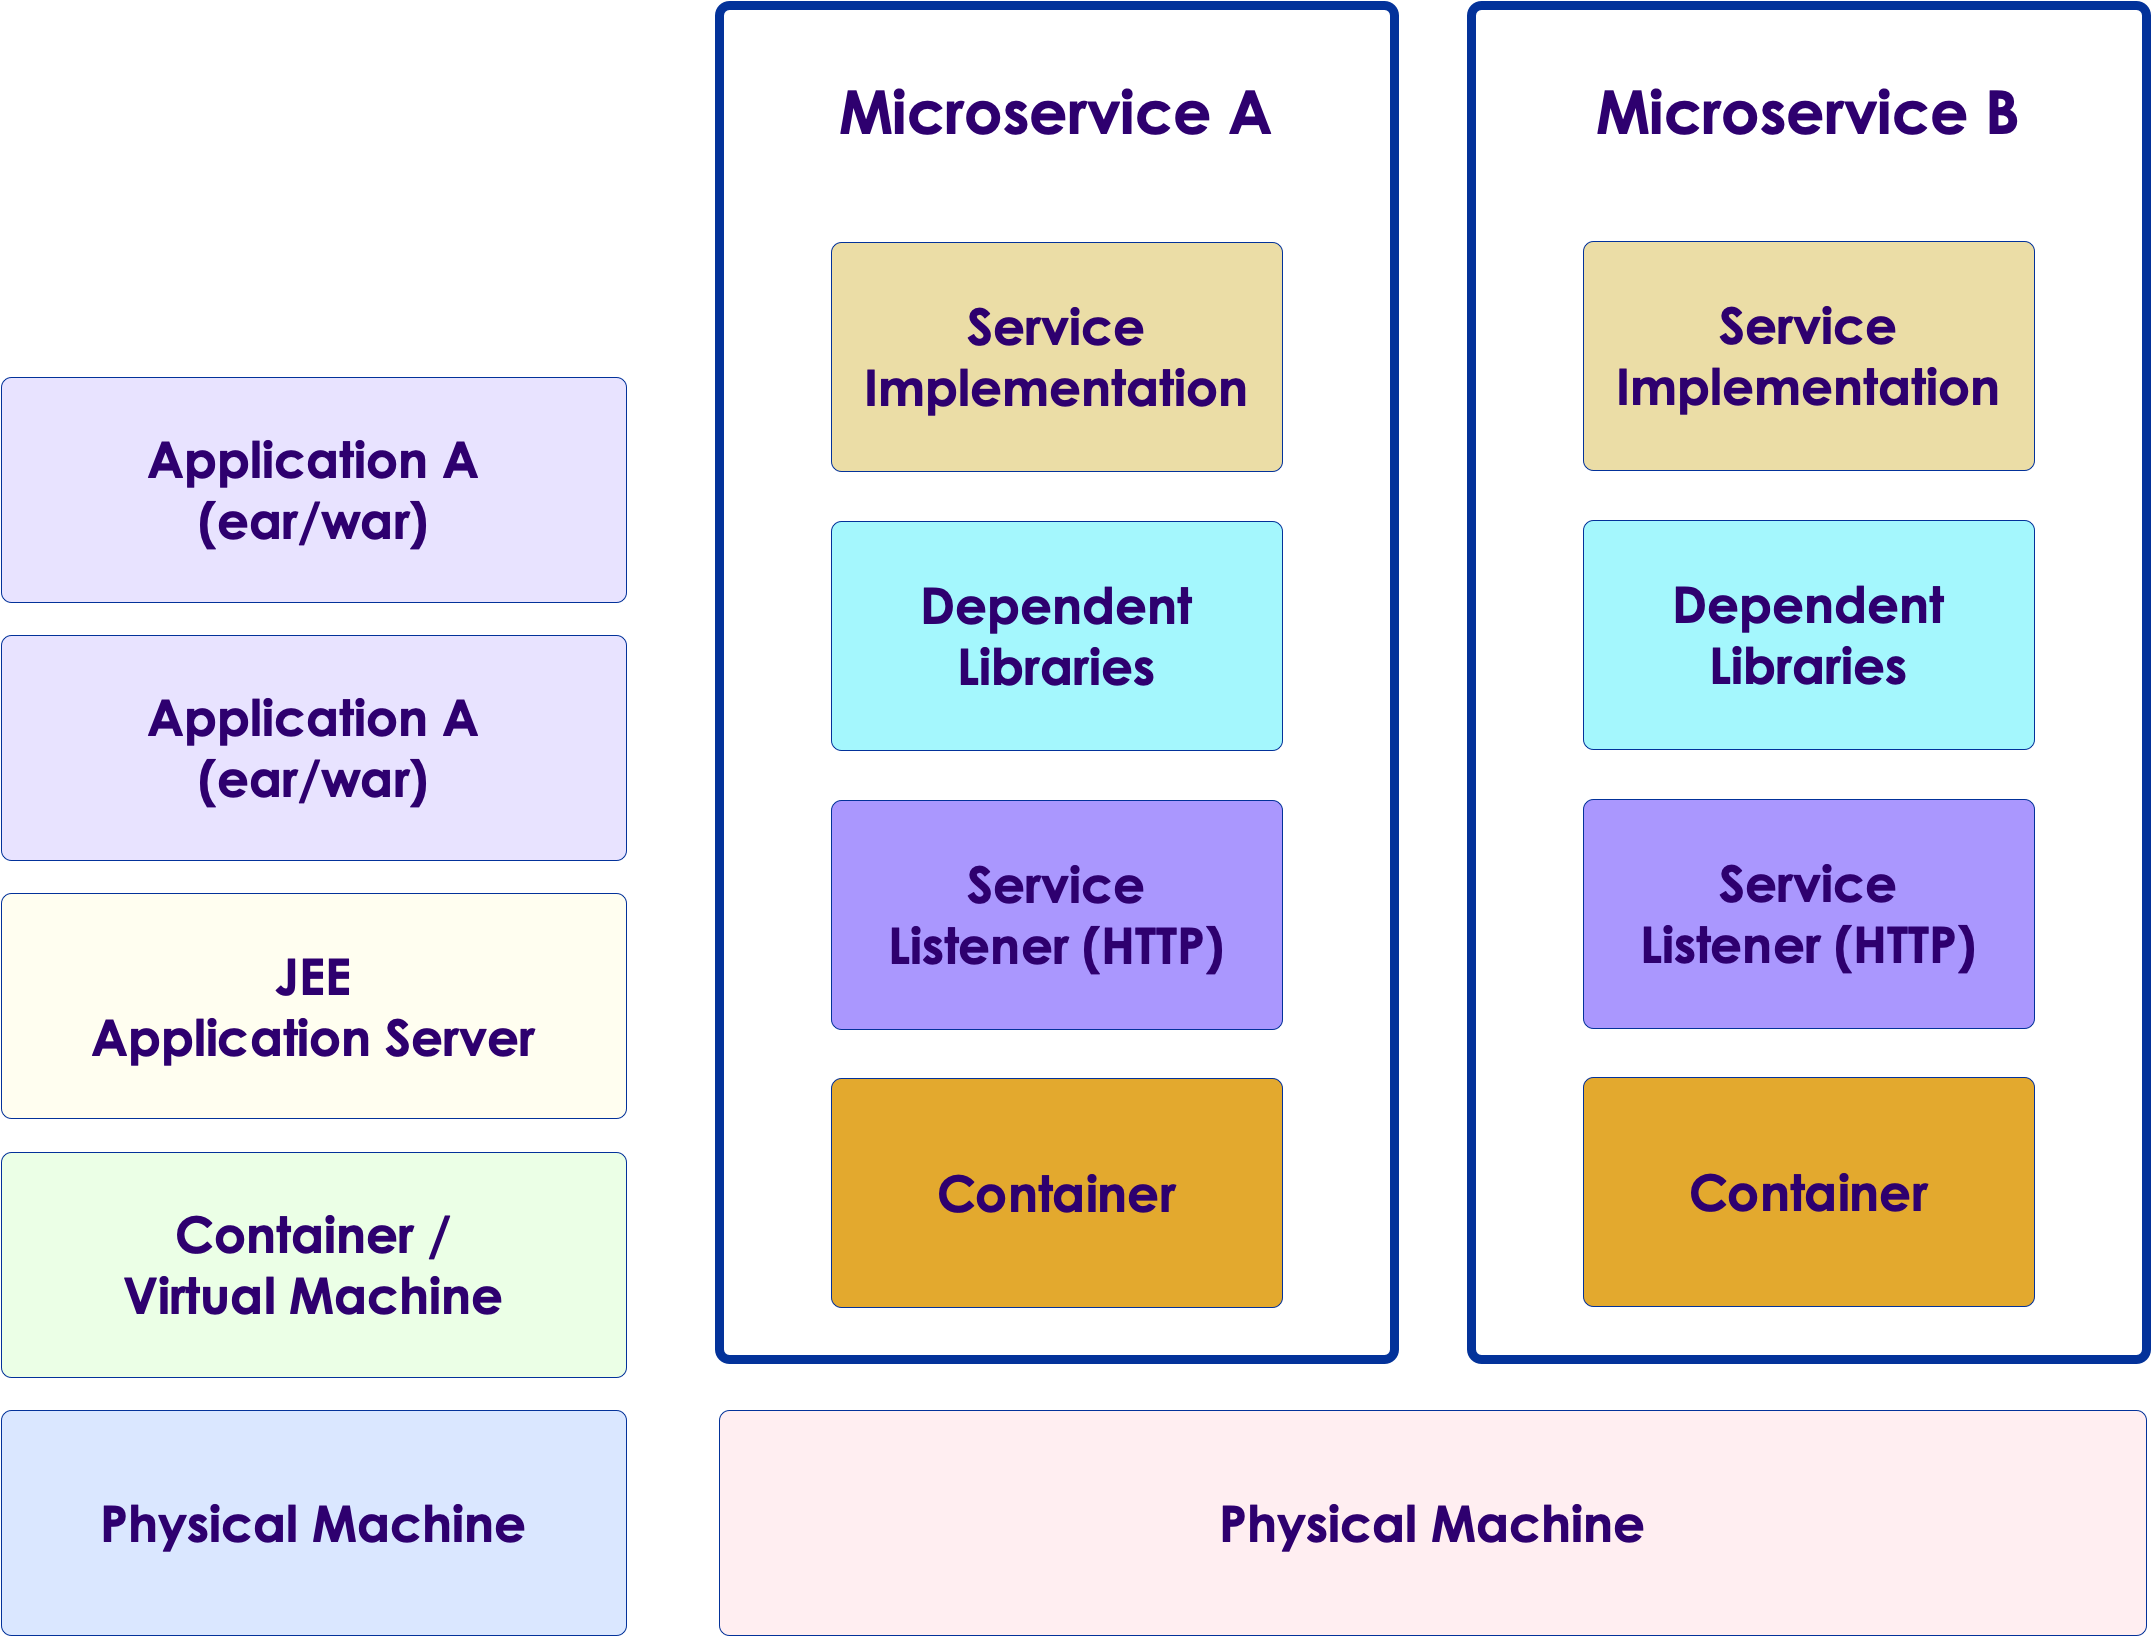 Application A
(ear/war)
Application A
(ear/war)
JEE
Application Server
Container /
Virtual Machine
Physical Machine
Microservice A
Service
Implementation
Dependent
Libraries
Service
Listener (HTTP)
Container
Microservice B
Service
Implementation
Dependent
Libraries
Service
Listener (HTTP)
Container
Physical Machine